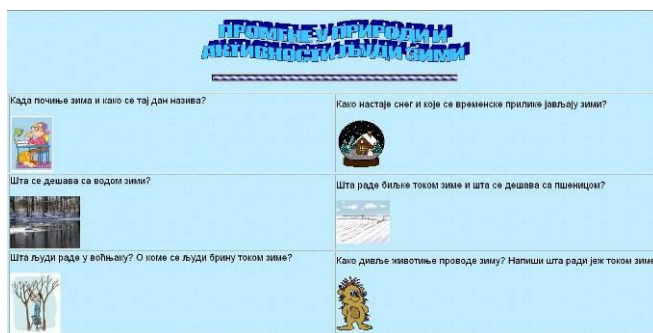 ПРОМЕНЕ У ПРИРОДИ И
АКТИВНОСТИ ЉУДИ ЗИМИ
Када почиње зима и како се тај дан назива?
Како настаје снег и које се временске прилике јављају зими?
Шта се дешава са водом зими?
Шта раде биљке током зиме и шта се дешава са пшеницом?
Шта људи раде у воћњаку? О коме се људи брину током зиме?
Како дивље животиње проводе зиму? Напиши шта ради јеж током зиме